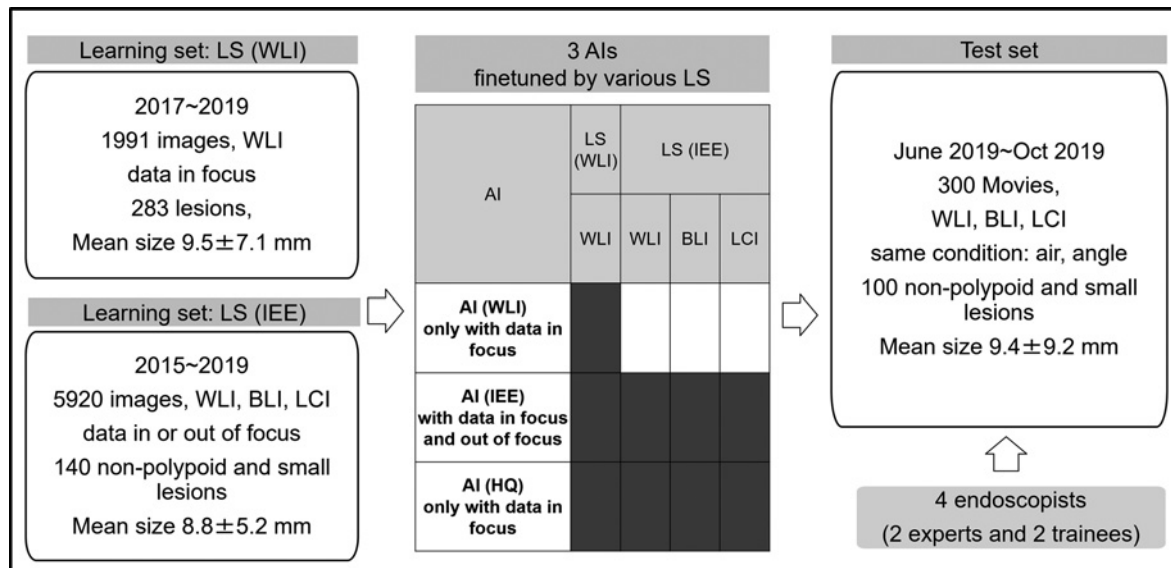 Learning set: LS (WLI)
2017~2019
1991 images, WLI
data in focus
283 lesions,
Mean size 9.5±7.1 mm
Learning set: LS (IEE)
2015~2019
5920 images, WLI, BLI, LCI
data in or out of focus
140 non-polypoid and small
lesions
Mean size 8.8±5.2 mm
3 AIs
finetuned by various LS
AI
LS
(WLI)
LS (IEE)
WLI
WLI
BLI
LCI
AI (WLI)
only with data in
focus
AI (IEE)
with data in focus
and out of focus
AI (HQ)
only with data in
focus
Test set
June 2019~Oct 2019
300 Movies,
WLI, BLI, LCI
same condition: air, angle
100 non-polypoid and small
lesions
Mean size 9.4±9.2 mm
4 endoscopists
(2 experts and 2 trainees)